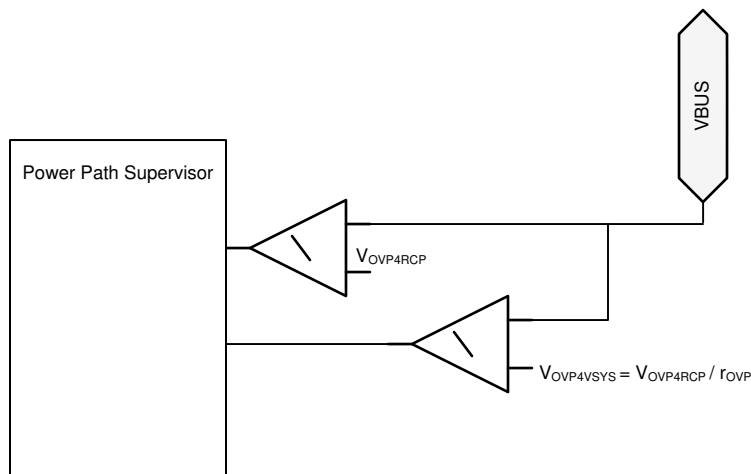 VBUS
Power Path Supervisor
VOVP4RCP
VOVP4VSYS = VOVP4RCP / rOVP